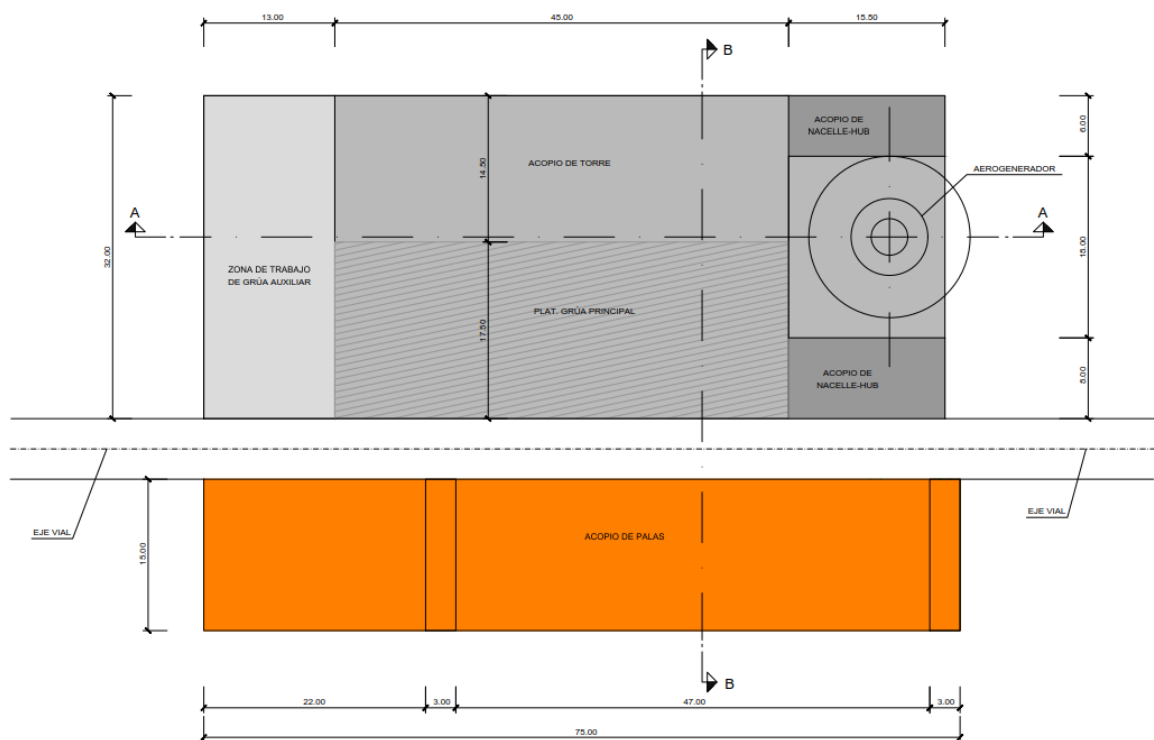 13.00
45.00
15.50
B
ACOPIO DE
NACELLE-HUB
6.00
ACOPIO DE TORRE
14.50
AEROGENERADOR
A
A
32.00
18.00
ZONA DE TRABAJO
DE GRÚA AUXILIAR
PLAT. GRÚA PRINCIPAL
17.50
ACOPIO DE
NACELLE-HUB
8.00
EJE VIAL
EJE VIAL
ACOPIO DE PALAS
15.00
B
22.00
3.00
47.00
3.00
75.00